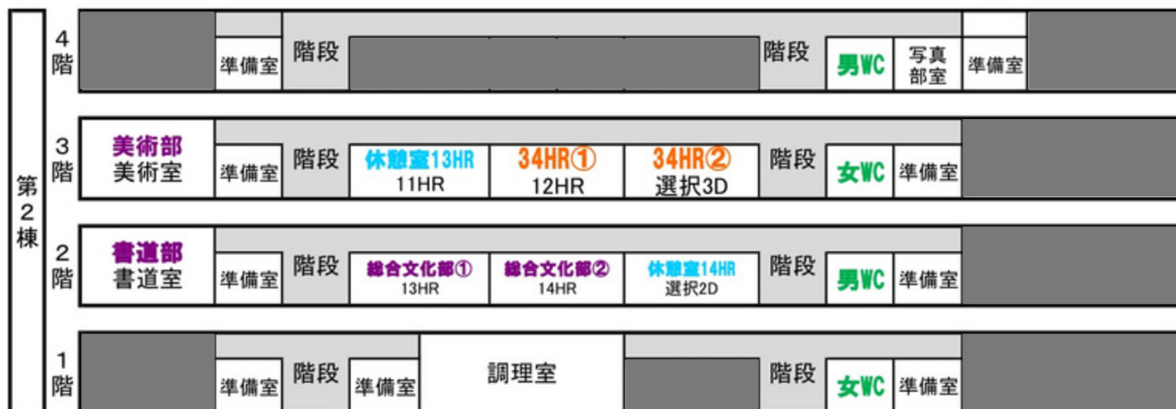 第2棟
4階
準備室
階段
階段
男WC
写真
部室
準備室
3階
美術部
美術室
準備室
階段
休憩室13HR
11HR
34HR①
12HR
34HR②
選択3D
階段
女WC
準備室
2階
書道部
書道室
準備室
階段
総合文化部①
13HR
総合文化部②
14HR
休憩室14HR
選択2D
階段
男WC
準備室
1階
準備室
階段
準備室
調理室
階段
女WC
準備室